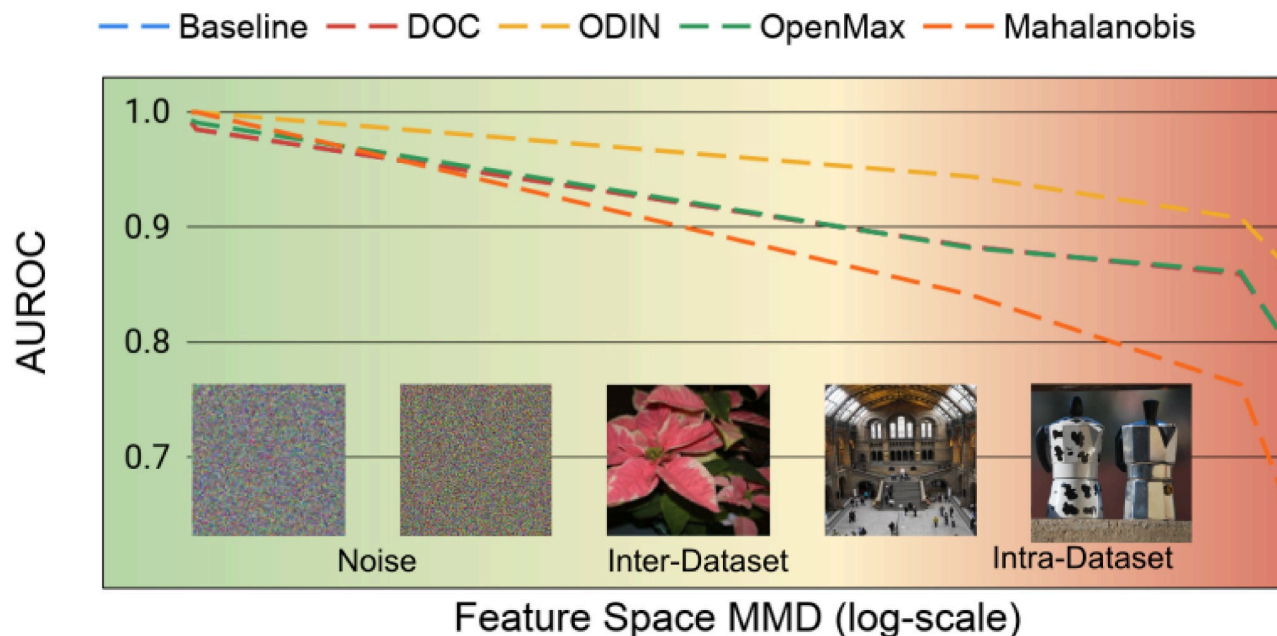 Baseline DOC ODIN OpenMax Mahalanobis
1.0
0.9
0.8
0.7
AUROC
Noise Inter-Dataset Intra-Dataset
Feature Space MMD (log-scale)